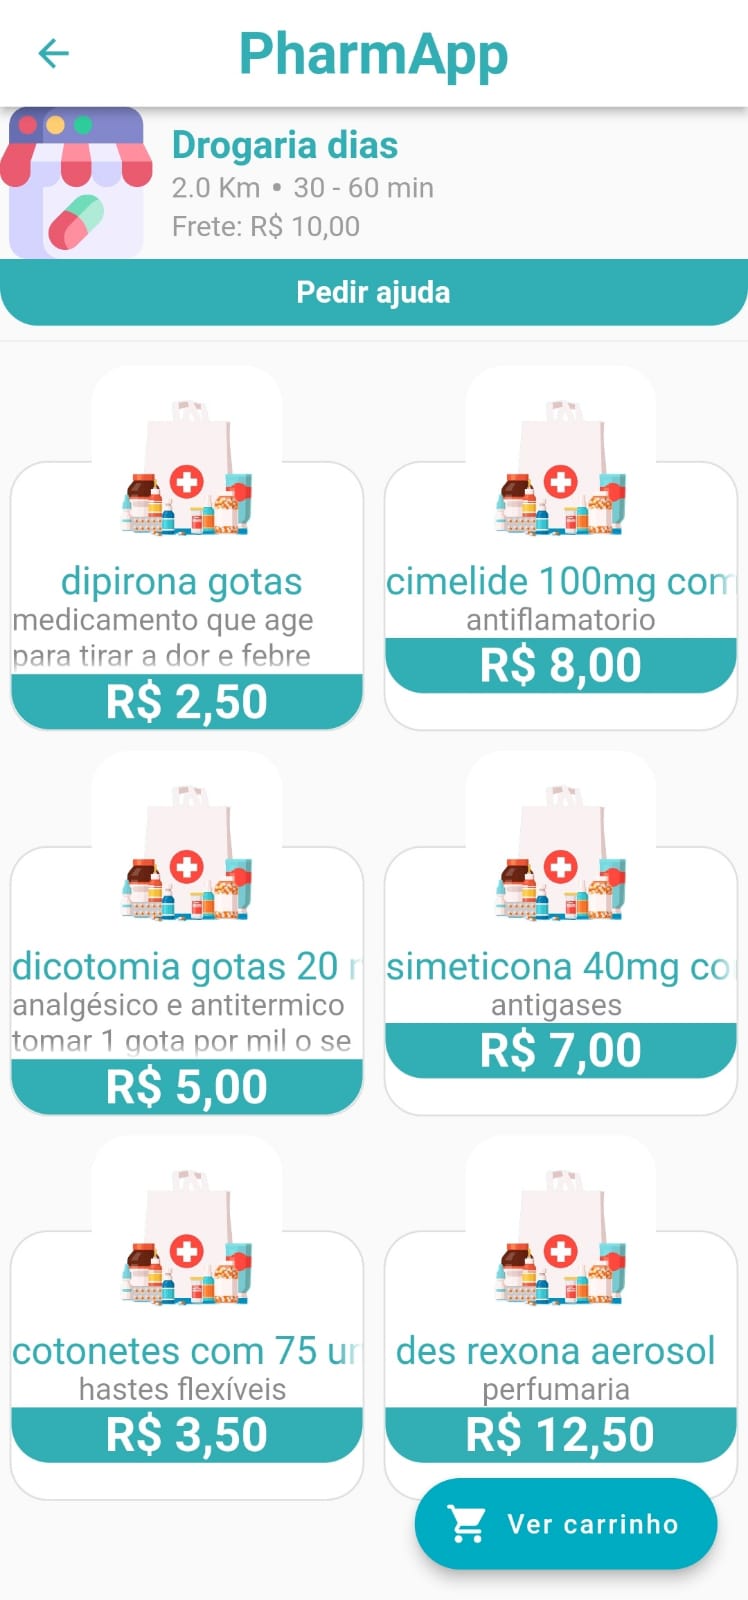 PharmApp
Drogaria dias
2.0 Km • 30 - 60 min
Frete: R$ 10,00
Pedir ajuda
dipirona gotas
medicamento que age
para tirar a dor e febre
R$ 2,50
cimelide 100mg com
antiflamatorio
R$ 8,00
dicotomia gotas 20
analgésico e antitermico
tomar 1 gota por mil o se
R$ 5,00
simeticona 40mg co
antigases
R$ 7,00
cotonetes com 75 un
hastes flexíveis
R$ 3,50
des rexona aerosol
perfumaria
R$ 12,50
Ver carrinho